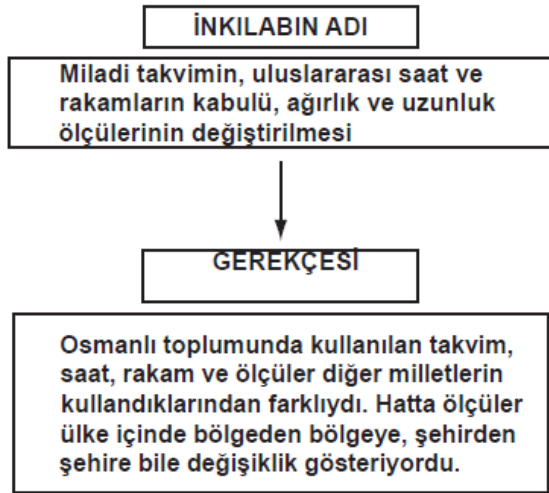 İNKILABIN ADI
Miladi takvimin, uluslararası saat ve
rakamların kabulü, ağırlık ve uzunluk
ölçülerinin değiştirilmesi
GEREKÇESİ
Osmanlı toplumunda kullanılan takvim,
saat, rakam ve ölçüler diğer milletlerin
kullandıklarından farklıydı. Hatta ölçüler
ülke içinde bölgeden bölgeye, şehirden
şehire bile değişiklik gösteriyordu.